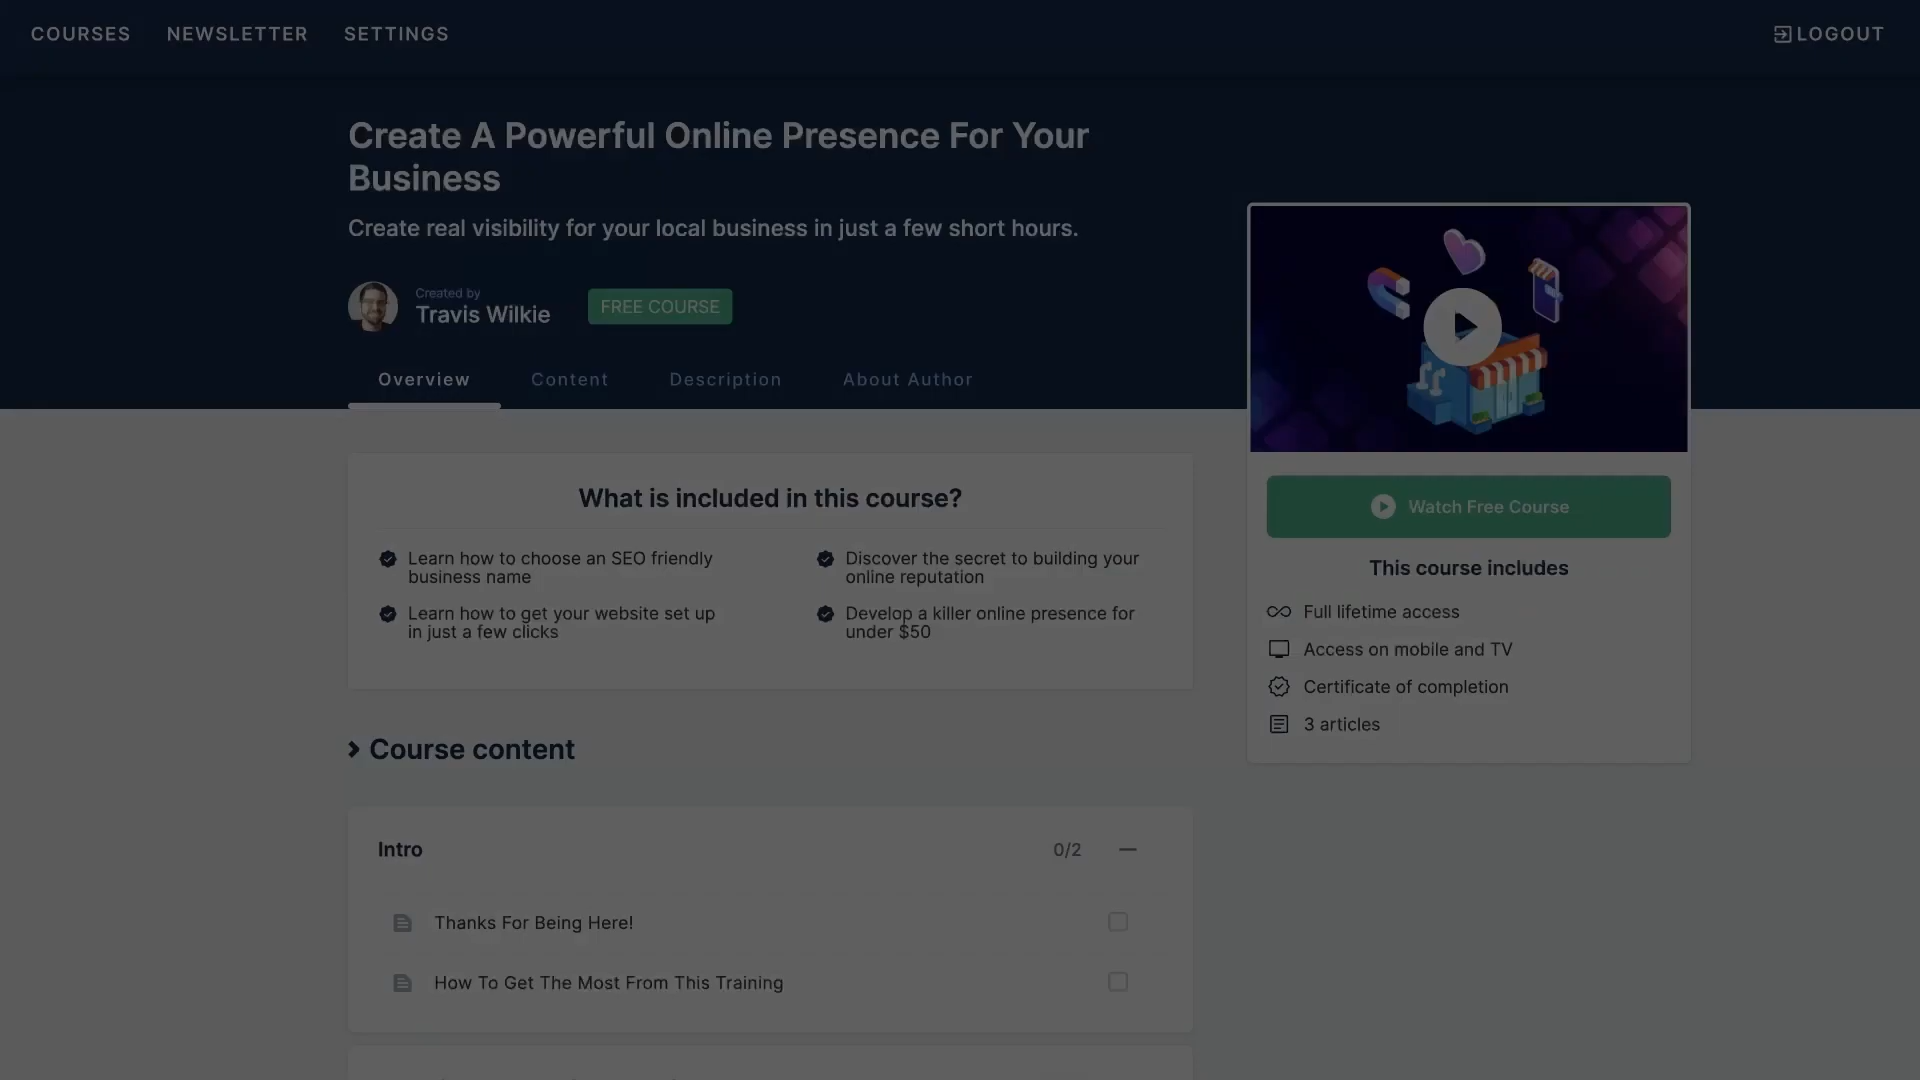 COURSES NEWSLETTER SETTINGS LOGOUT
Create A Powerful Online Presence For Your
Business
Create real visibility for your local business in just a few short hours.
Created by
Travis Wilkie
FREE COURSE
Overview Content Description About Author
What is included in this course?
Learn how to choose an SEO friendly
business name
Learn how to get your website set up
in just a few clicks
Discover the secret to building your
online reputation
Develop a killer online presence for
under $50
Watch Free Course
This course includes
Full lifetime access
Access on mobile and TV
Certificate of completion
3 articles
Course content
Intro 0/2
Thanks For Being Here!
How To Get The Most From This Training